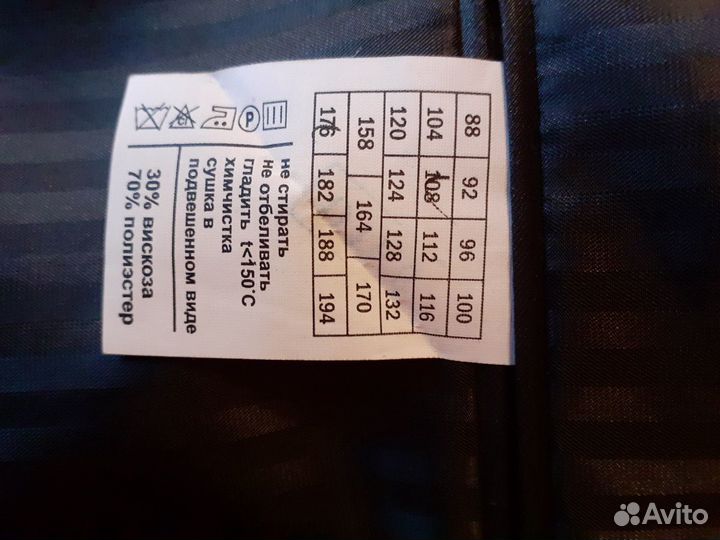 88 92 96 100
104 108 112 116
120 124 128 132
158 164 170
176 182 188 194
P
не стирать
не отбеливать
гладить t<150°С
химчистка
сушка в
подвешенном виде
30% вискоза
70% полиэстер
Avito